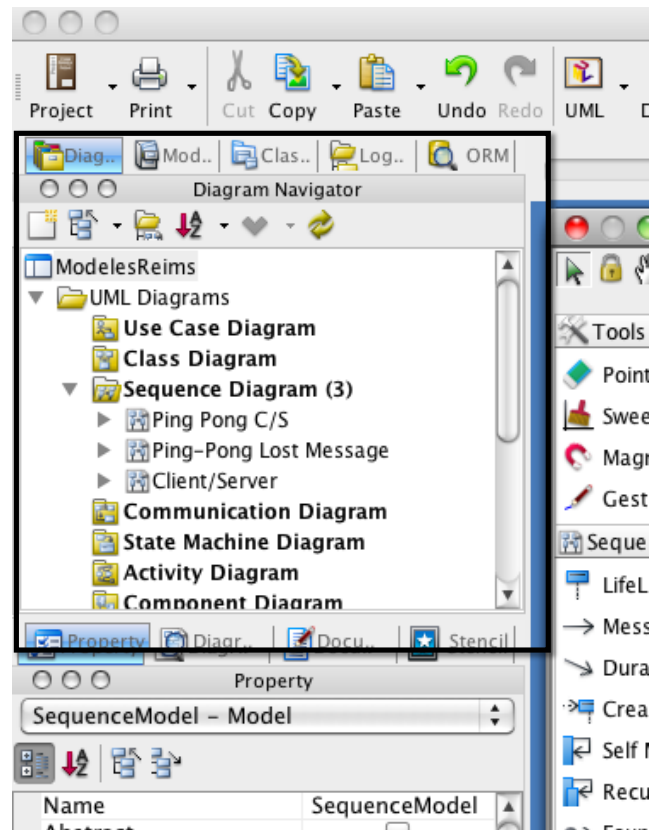 Project Print Cut Copy Paste Undo Redo UML
Diag.. Mod.. Clas.. Log.. ORM
Diagram Navigator
ModelesReims
UML Diagrams
Use Case Diagram
Class Diagram
Sequence Diagram (3)
Ping Pong C/S
Ping-Pong Lost Message
Client/Server
Communication Diagram
State Machine Diagram
Activity Diagram
Component Diagram
Property Diagr.. Docu.. Stencil
Property
SequenceModel - Model
Name SequenceModel
Abstract
Tools
Point
Swee
Magn
Gest
Seque
LifeL
Mess
Dura
Crea
Self
Recu